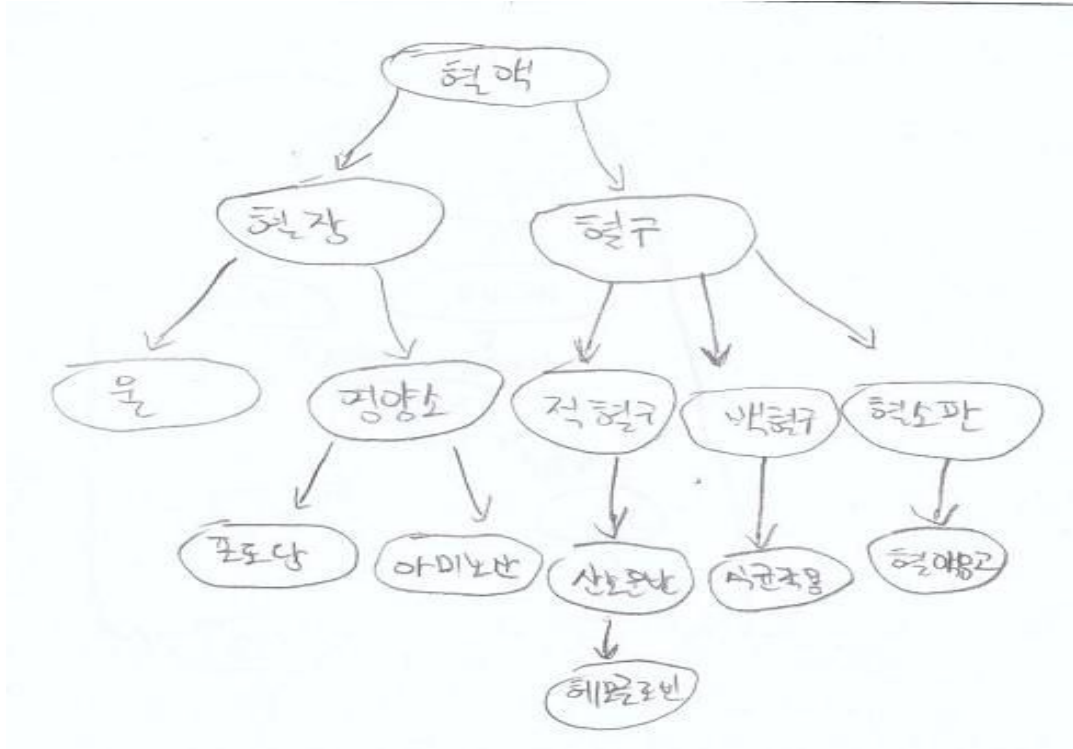 혈액
혈장
혈구
물
영양소
적혈구
백혈구
혈소판
포도당
아미노산
산소운반
식균작용
혈액응고
헤모글로빈